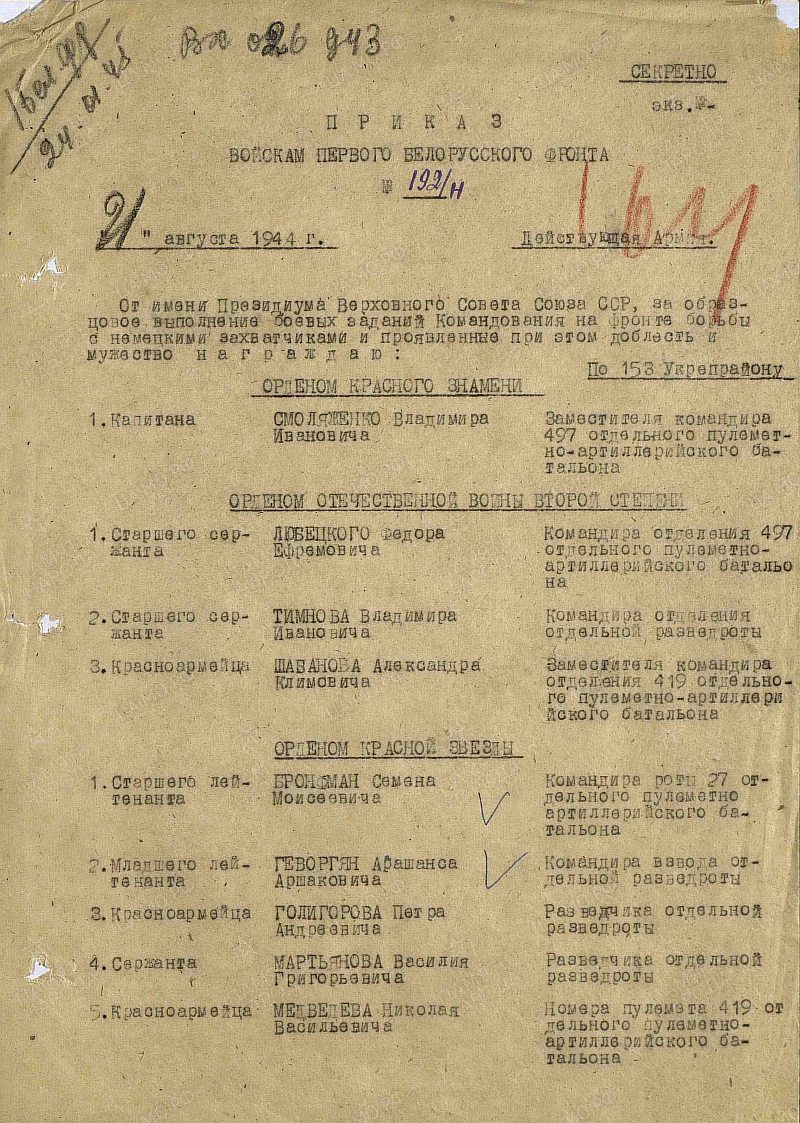 Вх 026943
24.01.45
СЕКРЕТНО
экз.
П Р И К А З
ВОЙСКАМ ПЕРВОГО БЕЛОРУССКОГО ФРОНТА
№ 192/н
21 " августа 1944 г. Действующая Армия.
От имени Президиума Верховного Совета Союза ССР, за образ-
цовое выполнение боевых заданий Командования на фронте борьбы
с немецкими захватчиками и проявленные при этом доблесть и
мужество н а г р а ж д а ю :
По 153 Укрепрайону
ОРДЕНОМ КРАСНОГО ЗНАМЕНИ
1. Капитана СМОЛЯЖЕНКО Владимира Заместителя командира
Ивановича 497 отдельного пулемет-
но-артиллерийского ба-
тальона
ОРДЕНОМ ОТЕЧЕСТВЕННОЙ ВОЙНЫ ВТОРОЙ СТЕПЕНИ
1. Старшего сер- ЛЮБЕЦКОГО Федора Командира отделения 497
жанта Ефремовича отдельного пулеметно-
артиллерийского батальо
на
2. Старшего сер- ТИМНОВА Владимира Командира отделения
жанта Ивановича отдельной разведроты
3. Красноармейца ШАБАНОВА Александра Заместителя командира
Климовича отделения 419 отдельно-
го пулеметно-артиллери
йского батальона
ОРДЕНОМ КРАСНОЙ ЗВЕЗДЫ
1. Старшего лей- БРОНФМАН Семена Командира роты 27 от-
тенанта Моисеевича дельного пулеметно
артиллерийского ба-
тальона
2. Младшего лей- ГЕВОРГЯН Арашанса Командира взвода от-
тенанта Аршаковича дельной разведроты
3. Красноармейца ГОЛИГОРОВА Петра Разведчика отдельной
Андреевича разведроты
4. Сержанта МАРТЬЯНОВА Василия Разведчика отдельной
Григорьевича разведроты
5. Красноармейца МЕДВЕДЕВА Николая Номера пулемета 419 от
Васильевича дельного пулеметно-
артиллерийского ба-
тальона